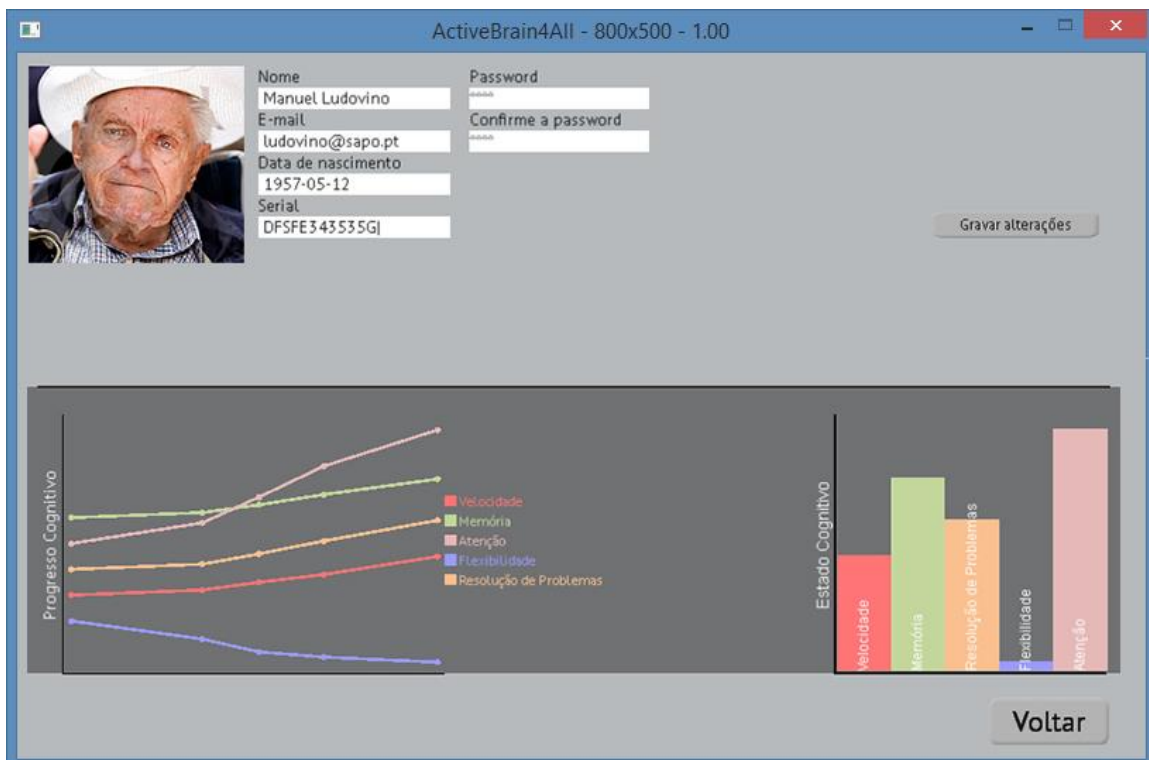 ActiveBrain4All - 800x500 - 1.00
Nome
Manuel Ludovino
E-mail
ludovino@sapo.pt
Data de nascimento
1957-05-12
Serial
DFSFE343535G
Password
****
Confirme a password
****
Gravar alterações
Progresso Cognitivo
Velocidade
Memória
Atenção
Flexibilidade
Resolução de Problemas
Estado Cognitivo
Velocidade
Memória
Resolução de Problemas
Flexibilidade
Atenção
Voltar